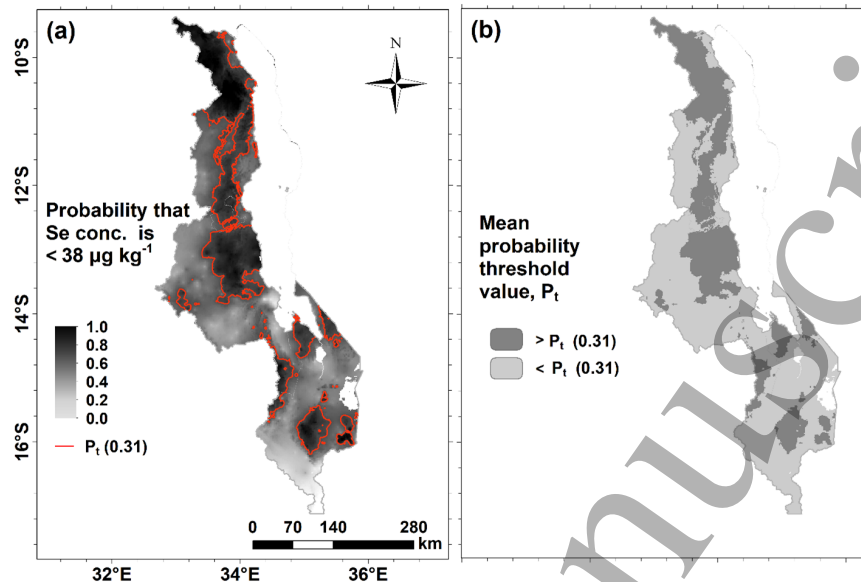 (a)
N
10°S
12°S
14°S
16°S
Probability that
Se conc. is
< 38 µg kg⁻¹
1.0
0.8
0.6
0.4
0.2
0.0
Pt (0.31)
0 70 140 280
km
32°E 34°E 36°E
(b)
Mean
probability
threshold
value, Pt
> Pt (0.31)
< Pt (0.31)
nuscri